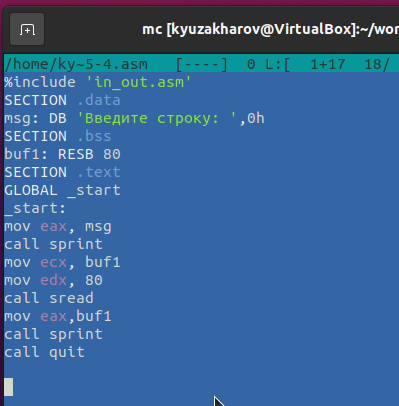 mc [kyuzakharov@VirtualBox]:~/wor
/home/ky~5-4.asm [----] 0 L:[ 1+17 18/
%include 'in_out.asm'
SECTION .data
msg: DB 'Введите строку: ',0h
SECTION .bss
buf1: RESB 80
SECTION .text
GLOBAL _start
_start:
mov eax, msg
call sprint
mov ecx, buf1
mov edx, 80
call sread
mov eax,buf1
call sprint
call quit